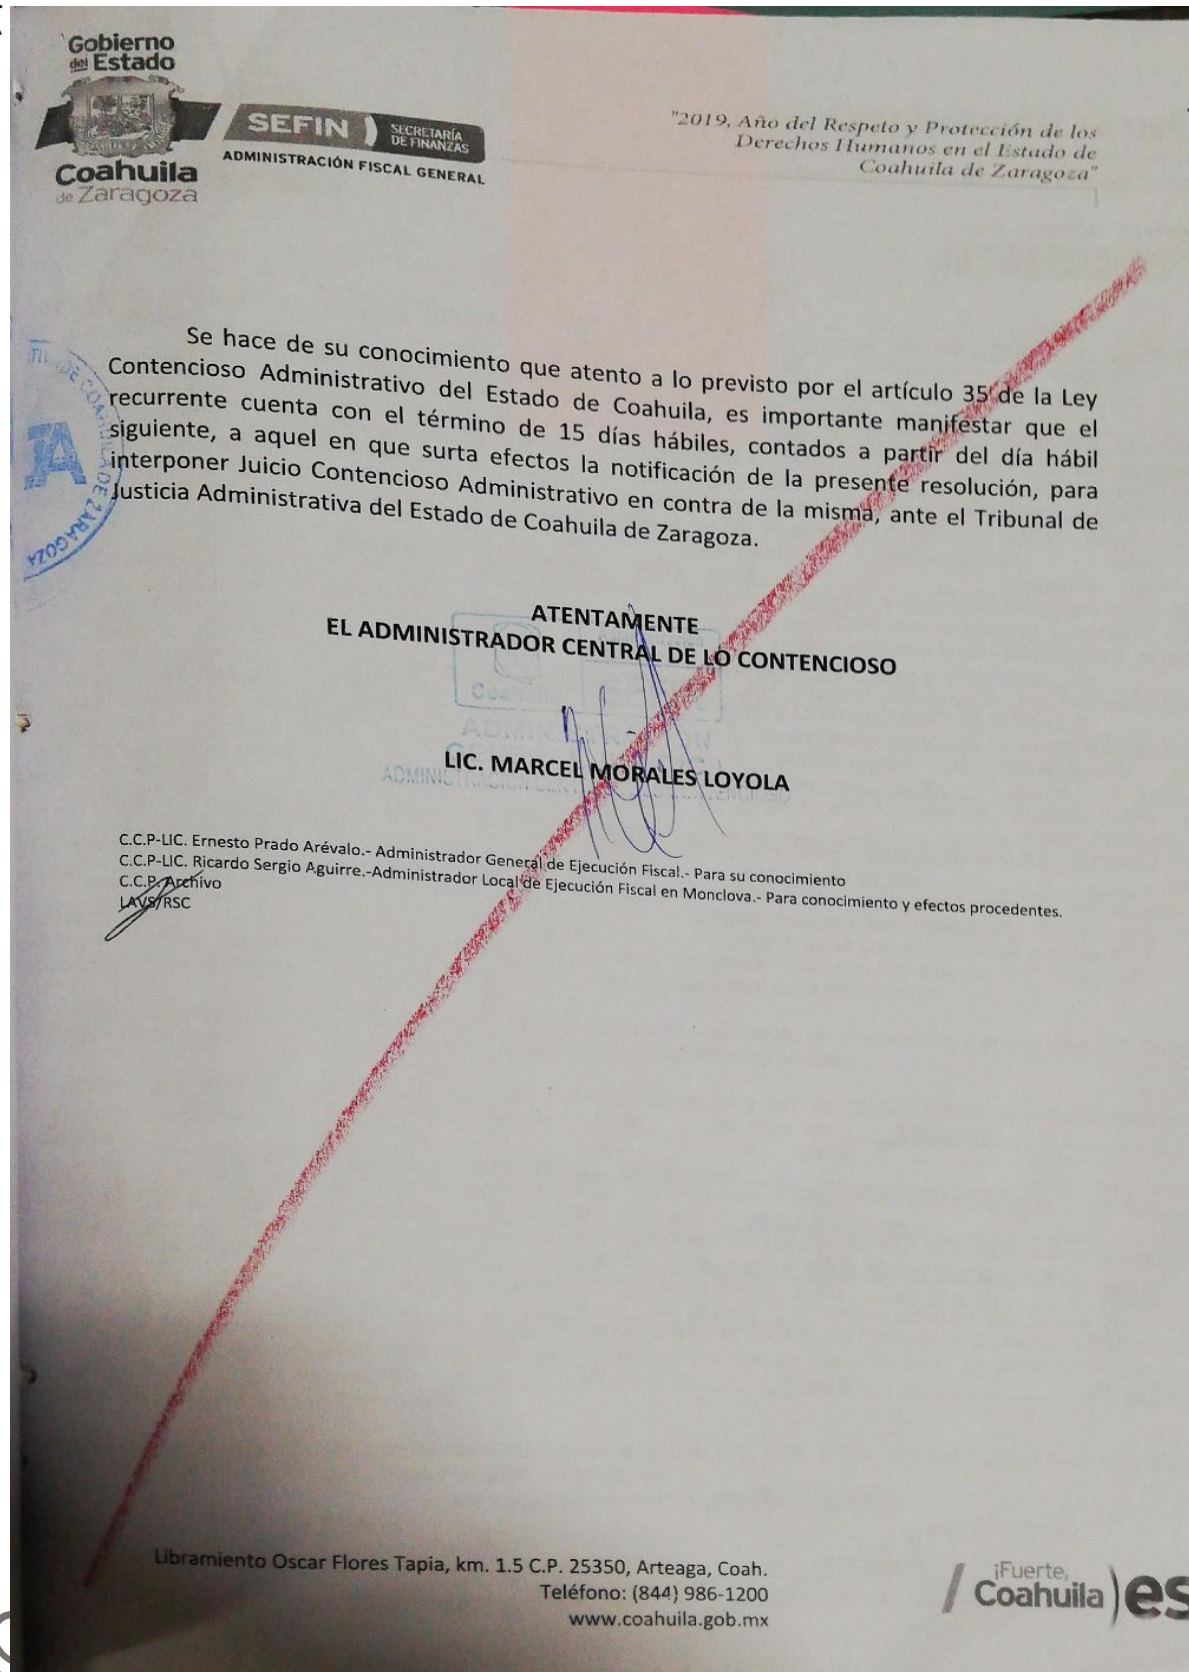 Gobierno
del Estado
Coahuila
de Zaragoza
SEFIN
SECRETARÍA
DE FINANZAS
ADMINISTRACIÓN FISCAL GENERAL
"2019, Año del Respeto y Protección de los
Derechos Humanos en el Estado de
Coahuila de Zaragoza"
Se hace de su conocimiento que atento a lo previsto por el artículo 35 de la Ley
Contencioso Administrativo del Estado de Coahuila, es importante manifestar que el
recurrente cuenta con el término de 15 días hábiles, contados a partir del día hábil
siguiente, a aquel en que surta efectos la notificación de la presente resolución, para
interponer Juicio Contencioso Administrativo en contra de la misma, ante el Tribunal de
Justicia Administrativa del Estado de Coahuila de Zaragoza.
DE COAHUILA DE ZARAGOZA
ATENTAMENTE
EL ADMINISTRADOR CENTRAL DE LO CONTENCIOSO
LIC. MARCEL MORALES LOYOLA
C.C.P-LIC. Ernesto Prado Arévalo.- Administrador General de Ejecución Fiscal.- Para su conocimiento
C.C.P-LIC. Ricardo Sergio Aguirre.-Administrador Local de Ejecución Fiscal en Monclova.- Para conocimiento y efectos procedentes.
C.C.P. Archivo
LAVS/RSC
Libramiento Oscar Flores Tapia, km. 1.5 C.P. 25350, Arteaga, Coah.
Teléfono: (844) 986-1200
www.coahuila.gob.mx
¡Fuerte,
Coahuila
es